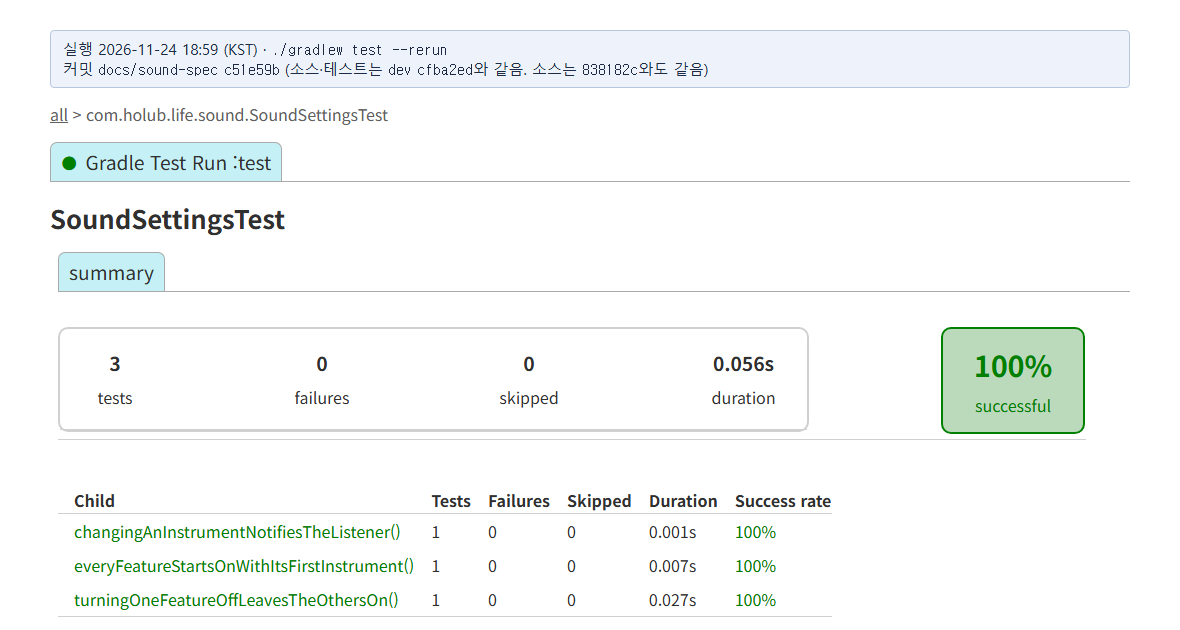 실행 2026-11-24 18:59 (KST) · ./gradlew test --rerun
커밋 docs/sound-spec c51e59b (소스·테스트는 dev cfba2ed와 같음. 소스는 838182c와도 같음)
all > com.holub.life.sound.SoundSettingsTest
Gradle Test Run :test
SoundSettingsTest
summary
3 0 0 0.056s 100%
tests failures skipped duration successful
Child Tests Failures Skipped Duration Success rate
changingAnInstrumentNotifiesTheListener() 1 0 0 0.001s 100%
everyFeatureStartsOnWithItsFirstInstrument() 1 0 0 0.007s 100%
turningOneFeatureOffLeavesTheOthersOn() 1 0 0 0.027s 100%